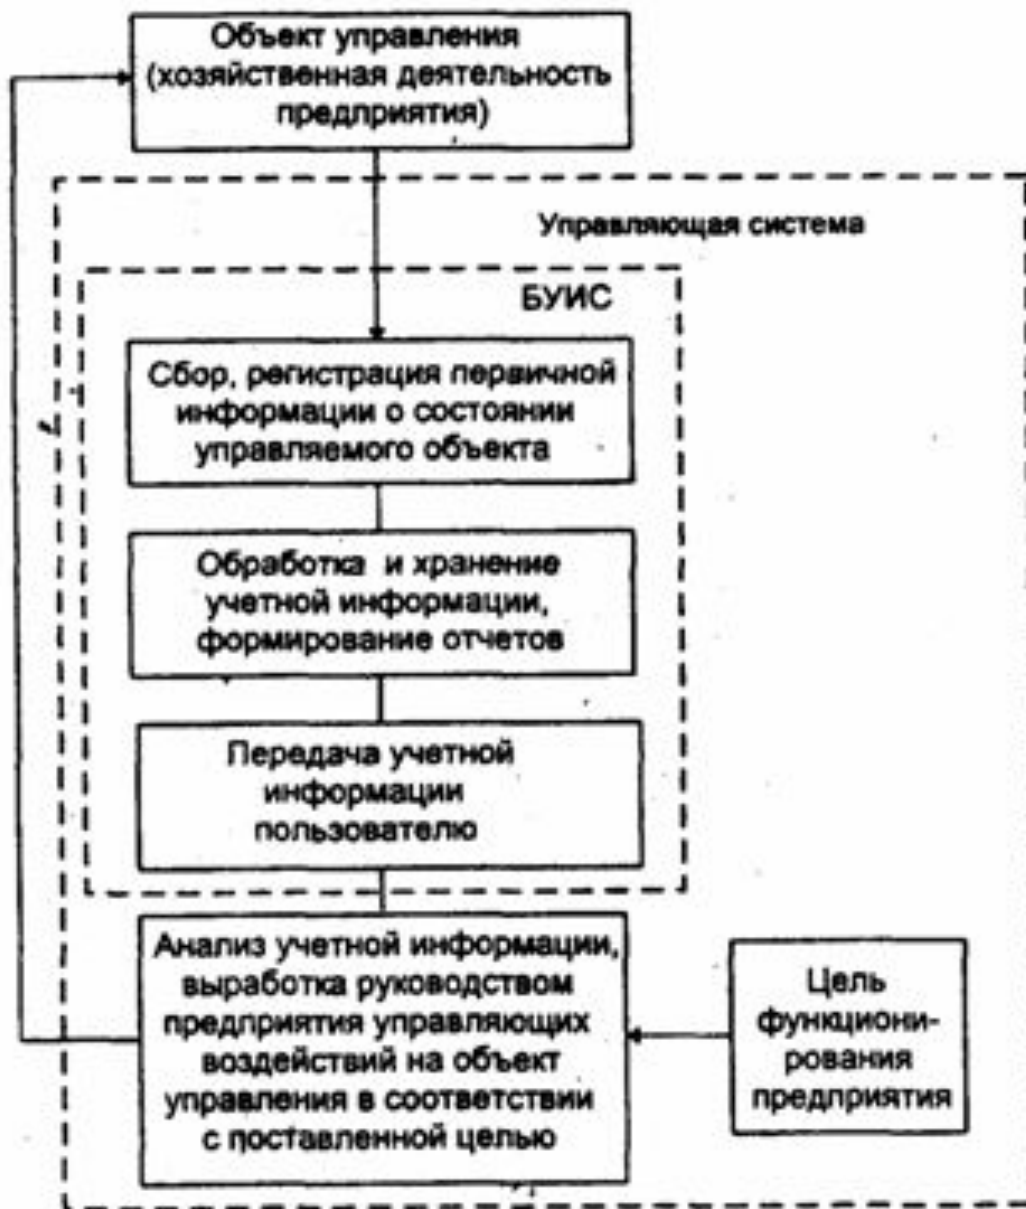 Объект управления
(хозяйственная деятельность
предприятия)
Управляющая система
БУИС
Сбор, регистрация первичной
информации о состоянии
управляемого объекта
Обработка и хранение
учетной информации,
формирование отчетов
Передача учетной
информации
пользователю
Анализ учетной информации,
выработка руководством
предприятия управляющих
воздействий на объект
управления в соответствии
с поставленной целью
Цель
функциони-
рования
предприятия